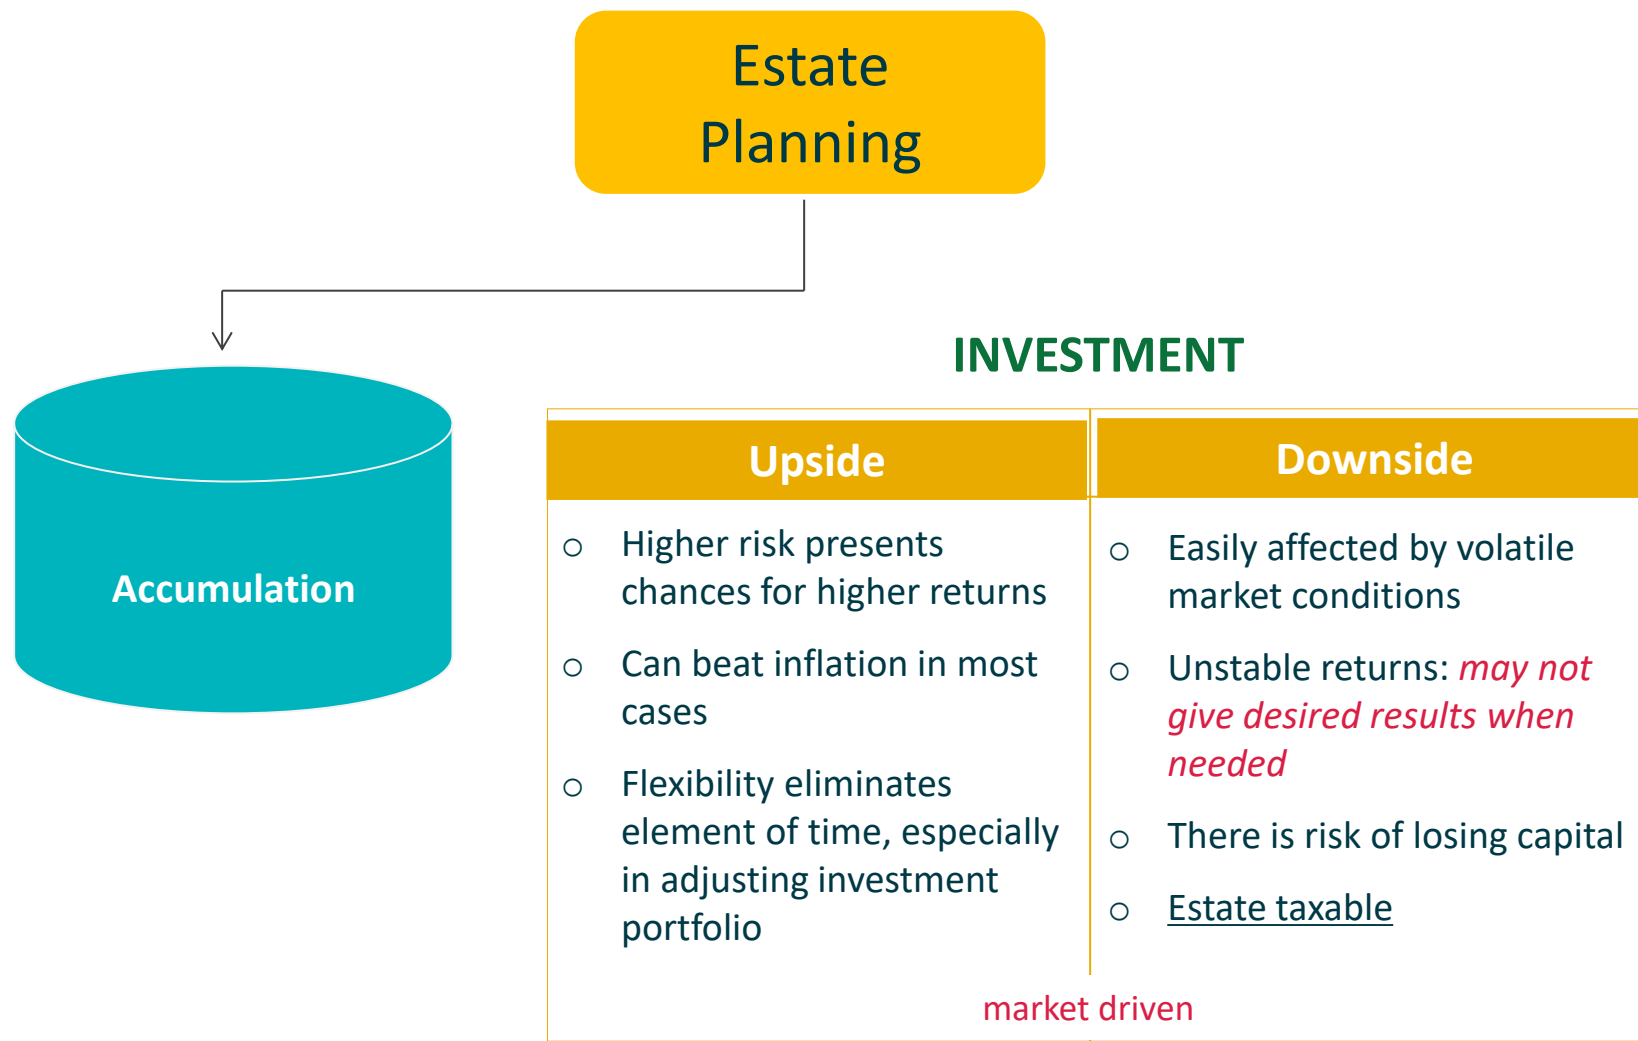 Estate
Planning
Accumulation
INVESTMENT
Upside
○ Higher risk presents
chances for higher returns
○ Can beat inflation in most
cases
○ Flexibility eliminates
element of time, especially
in adjusting investment
portfolio
Downside
○ Easily affected by volatile
market conditions
○ Unstable returns: may not
give desired results when
needed
○ There is risk of losing capital
○ Estate taxable
market driven